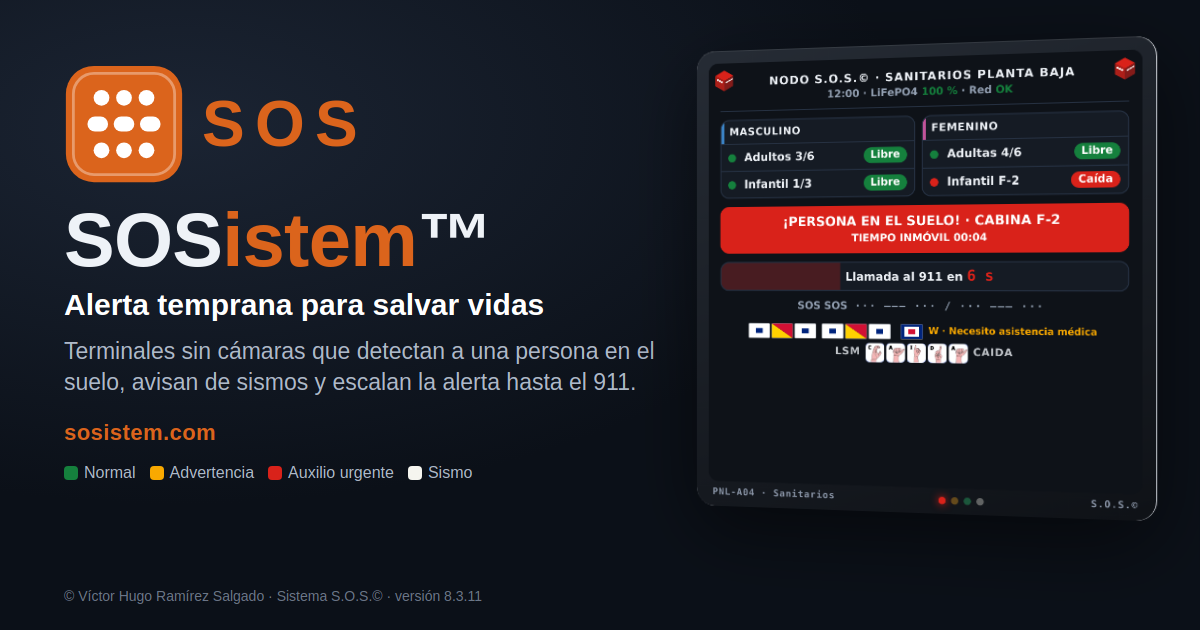 SOS
SOSistem™
Alerta temprana para salvar vidas
Terminales sin cámaras que detectan a una persona en el
suelo, avisan de sismos y escalan la alerta hasta el 911.
sosistem.com
Normal Advertencia Auxilio urgente Sismo
© Víctor Hugo Ramírez Salgado · Sistema S.O.S.© · versión 8.3.11
NODO S.O.S.© · SANITARIOS PLANTA BAJA
12:00 · LiFePO4 100 % · Red OK
MASCULINO
Adultos 3/6 Libre
Infantil 1/3 Libre
FEMENINO
Adultas 4/6 Libre
Infantil F-2 Caída
¡PERSONA EN EL SUELO! · CABINA F-2
TIEMPO INMÓVIL 00:04
Llamada al 911 en 6 S
SOS SOS ··· ——— ··· / ··· ——— ···
W · Necesito asistencia médica
LSM C A I D A CAIDA
PNL-A04 · Sanitarios
S.O.S.©